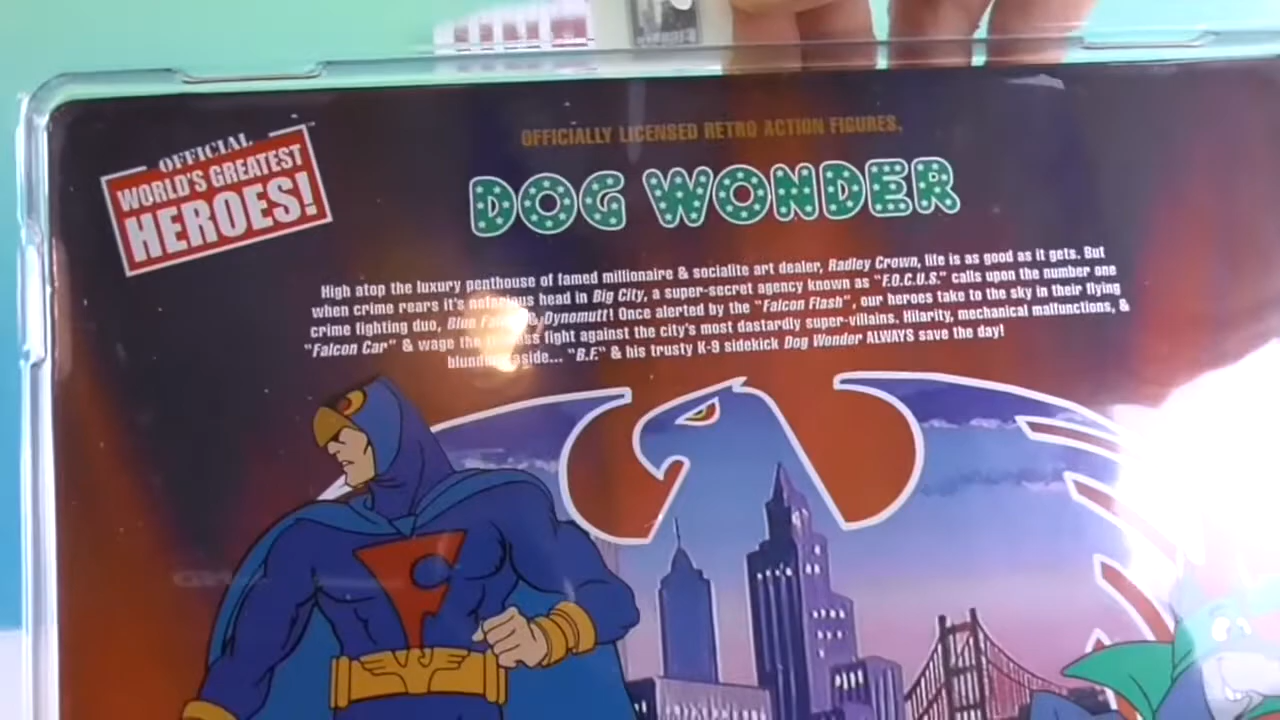 OFFICIAL
WORLD'S GREATEST
HEROES!
OFFICIALLY LICENSED RETRO ACTION FIGURES.
DOG WONDER
High atop the luxury penthouse of famed millionaire & socialite art dealer, Radley Crown, life is as good as it gets. But
when crime rears it's head in Big City, a super-secret agency known as "F.O.C.U.S." calls upon the number one
crime fighting duo, Blue & Dynomutt! Once alerted by the "Falcon Flash", our heroes take to the sky in their flying
"Falcon Car" & wage the fight against the city's most dastardly super-villains. Hilarity, mechanical malfunctions, &
aside... "B.F." & his trusty K-9 sidekick Dog Wonder ALWAYS save the day!